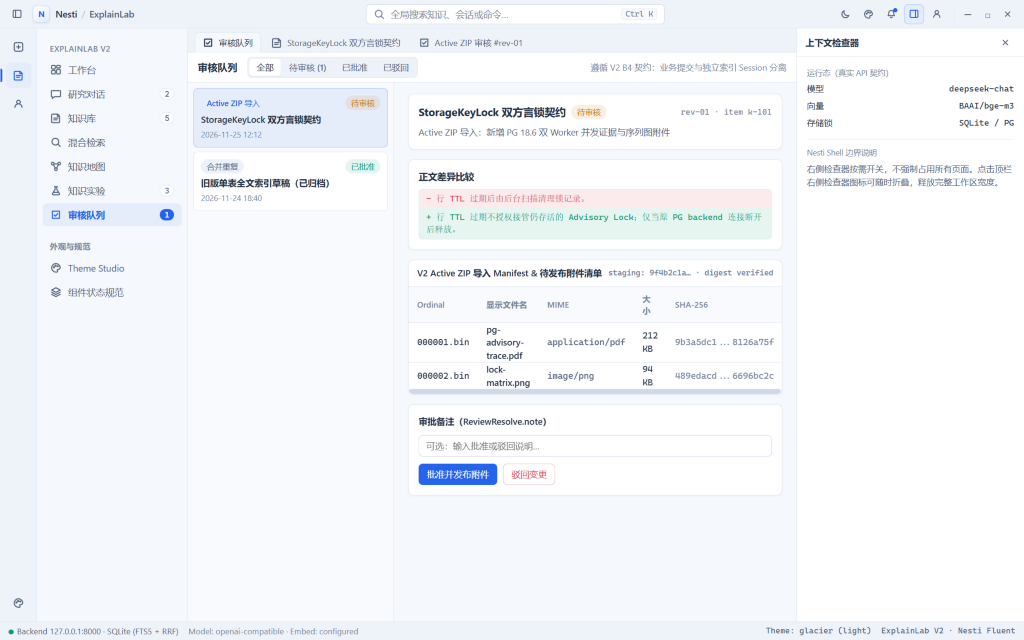 N Nesti / ExplainLab
全局搜索知识、会话或命令... Ctrl K
EXPLAINLAB V2
工作台
研究对话 2
知识库 5
混合检索
知识地图
知识实验 3
审核队列 1
外观与规范
Theme Studio
组件状态规范
审核队列
StorageKeyLock 双方言锁契约
Active ZIP 审核 #rev-01
审核队列 全部 待审核 (1) 已批准 已驳回
遵循 V2 B4 契约：业务提交与独立索引 Session 分离
Active ZIP 导入 待审核
StorageKeyLock 双方言锁契约
2026-11-25 12:12
合并重复 已批准
旧版单表全文索引草稿（已归档）
2026-11-24 18:40
StorageKeyLock 双方言锁契约 待审核 rev-01 · item k-101
Active ZIP 导入：新增 PG 18.6 双 Worker 并发证据与序列图附件
正文差异比较
- 行 TTL 过期后由后台扫描清理锁记录。
+ 行 TTL 过期不授权接管仍存活的 Advisory Lock；仅当原 PG backend 连接断开
后释放。
V2 Active ZIP 导入 Manifest & 待发布附件清单 staging: 9f4b2c1a… · digest verified
Ordinal 显示文件名 MIME 大小 SHA-256
000001.bin pg-advisory-trace.pdf application/pdf 212 KB 9b3a5dc1...8126a75f
000002.bin lock-matrix.png image/png 94 KB 489edacd...6696bc2c
审批备注（ReviewResolve.note）
可选：输入批准或驳回说明...
批准并发布附件 驳回变更
上下文检查器
运行态（真实 API 契约）
模型 deepseek-chat
向量 BAAI/bge-m3
存储锁 SQLite / PG
Nesti Shell 边界说明
右侧检查器按需开关，不强制占用所有页面。点击顶栏
右侧检查器图标可随时折叠，释放完整工作区宽度。
Backend 127.0.0.1:8000 · SQLite (FTS5 + RRF) Model: openai-compatible · Embed: configured
Theme: glacier (light) ExplainLab V2 · Nesti Fluent